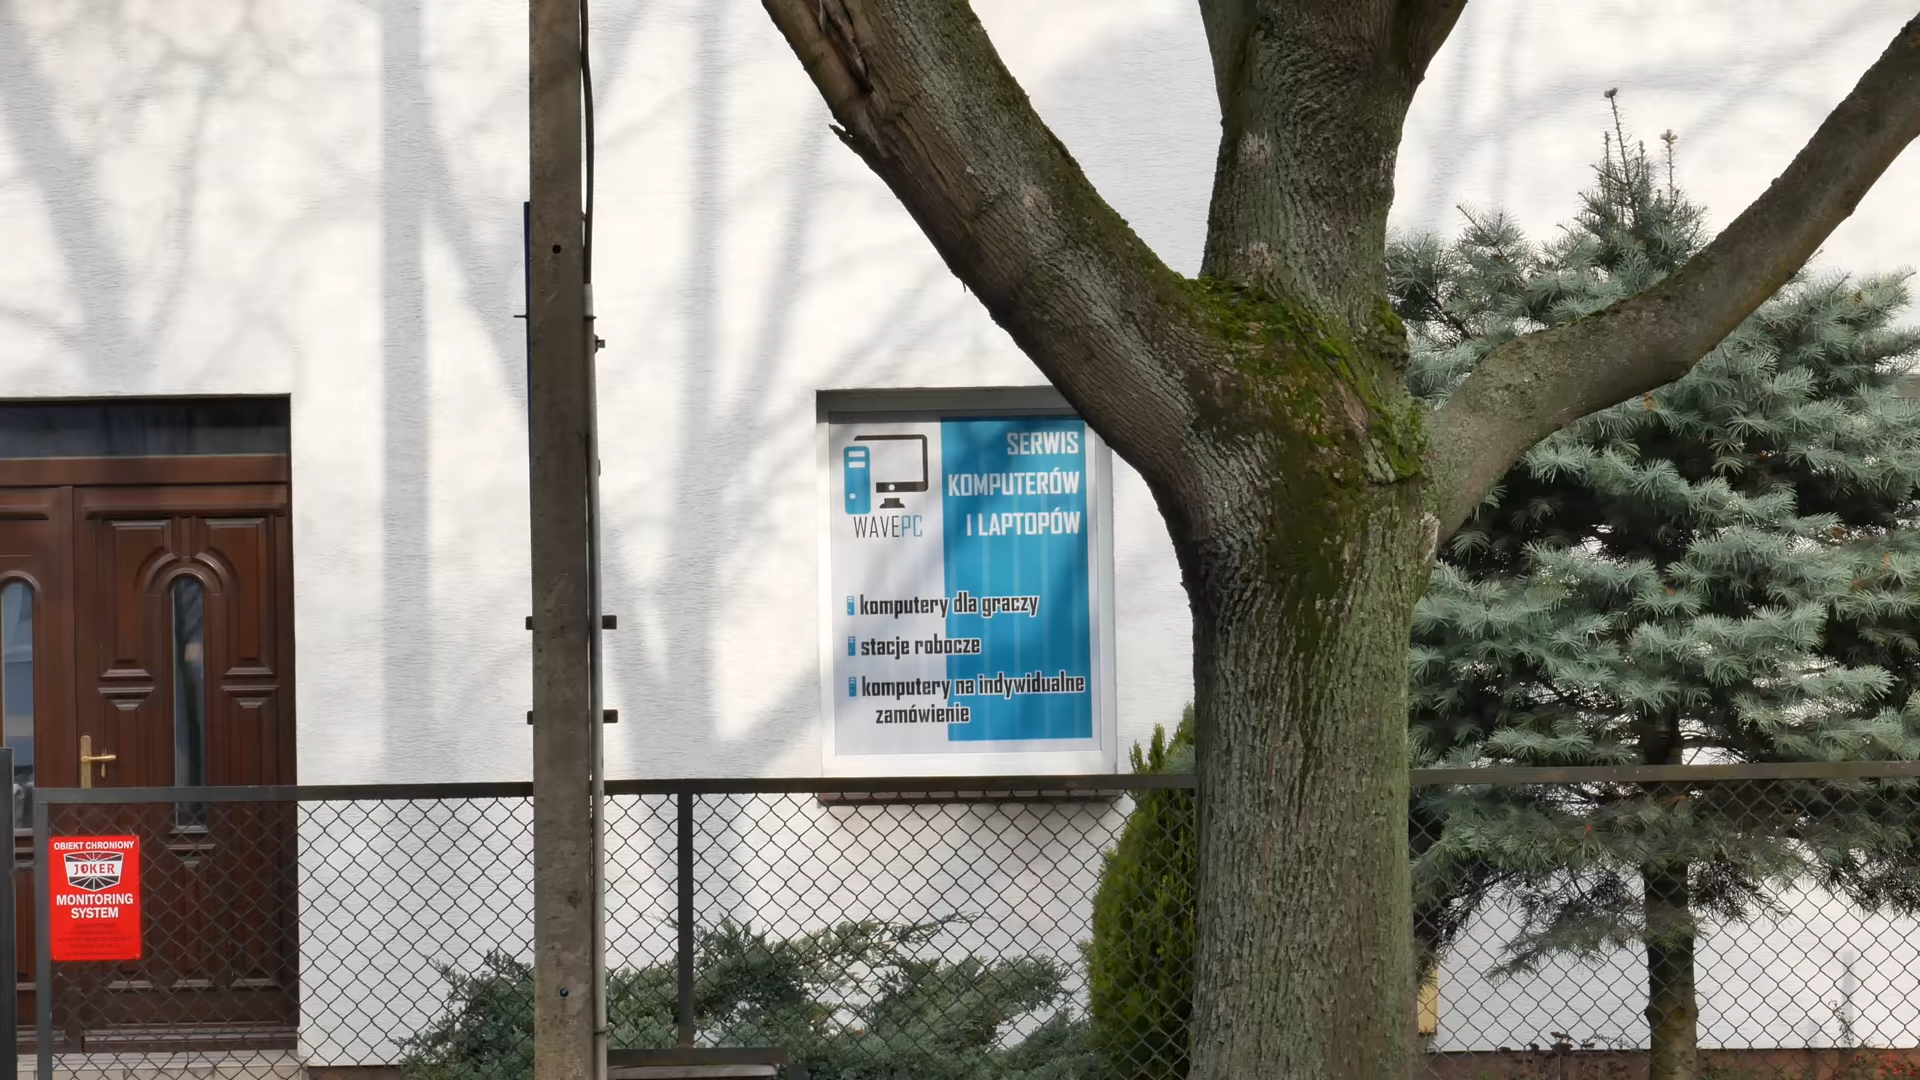 WAVEPC
SERWIS
KOMPUTERÓW
I LAPTOPÓW
komputery dla graczy
stacje robocze
komputery na indywidualne
zamówienie
OBIEKT CHRONIONY
JOKER
MONITORING
SYSTEM